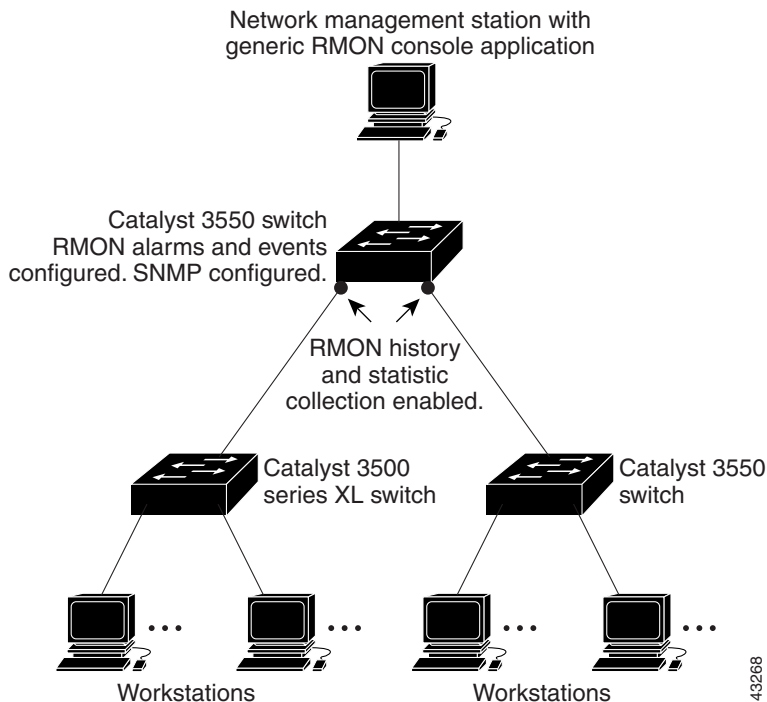 Network management station with
generic RMON console application
Catalyst 3550 switch
RMON alarms and events
configured. SNMP configured.
RMON history
and statistic
collection enabled.
Catalyst 3500
series XL switch
Catalyst 3550
switch
Workstations
Workstations
43268